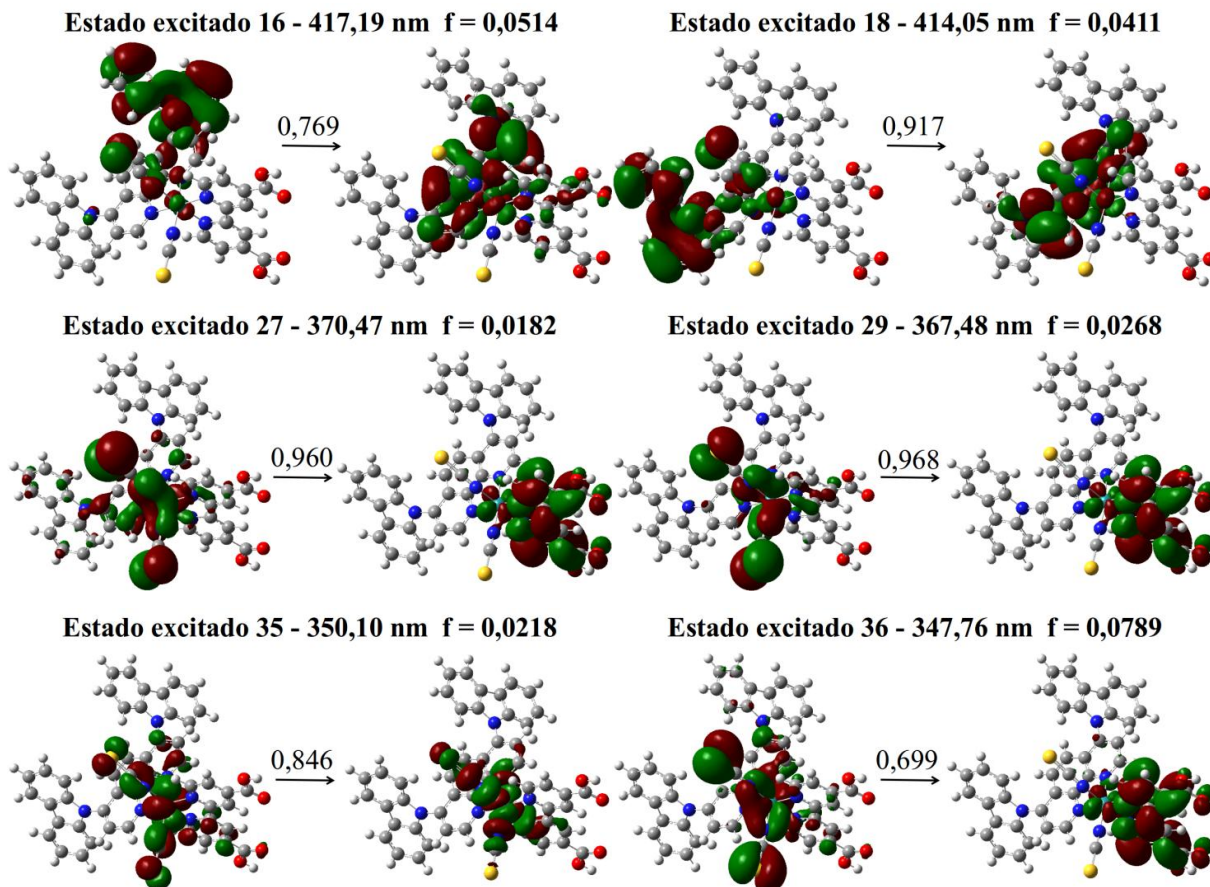 Estado excitado 16 - 417,19 nm f = 0,0514
Estado excitado 18 - 414,05 nm f = 0,0411
0,769
0,917
Estado excitado 27 - 370,47 nm f = 0,0182
Estado excitado 29 - 367,48 nm f = 0,0268
0,960
0,968
Estado excitado 35 - 350,10 nm f = 0,0218
Estado excitado 36 - 347,76 nm f = 0,0789
0,846
0,699